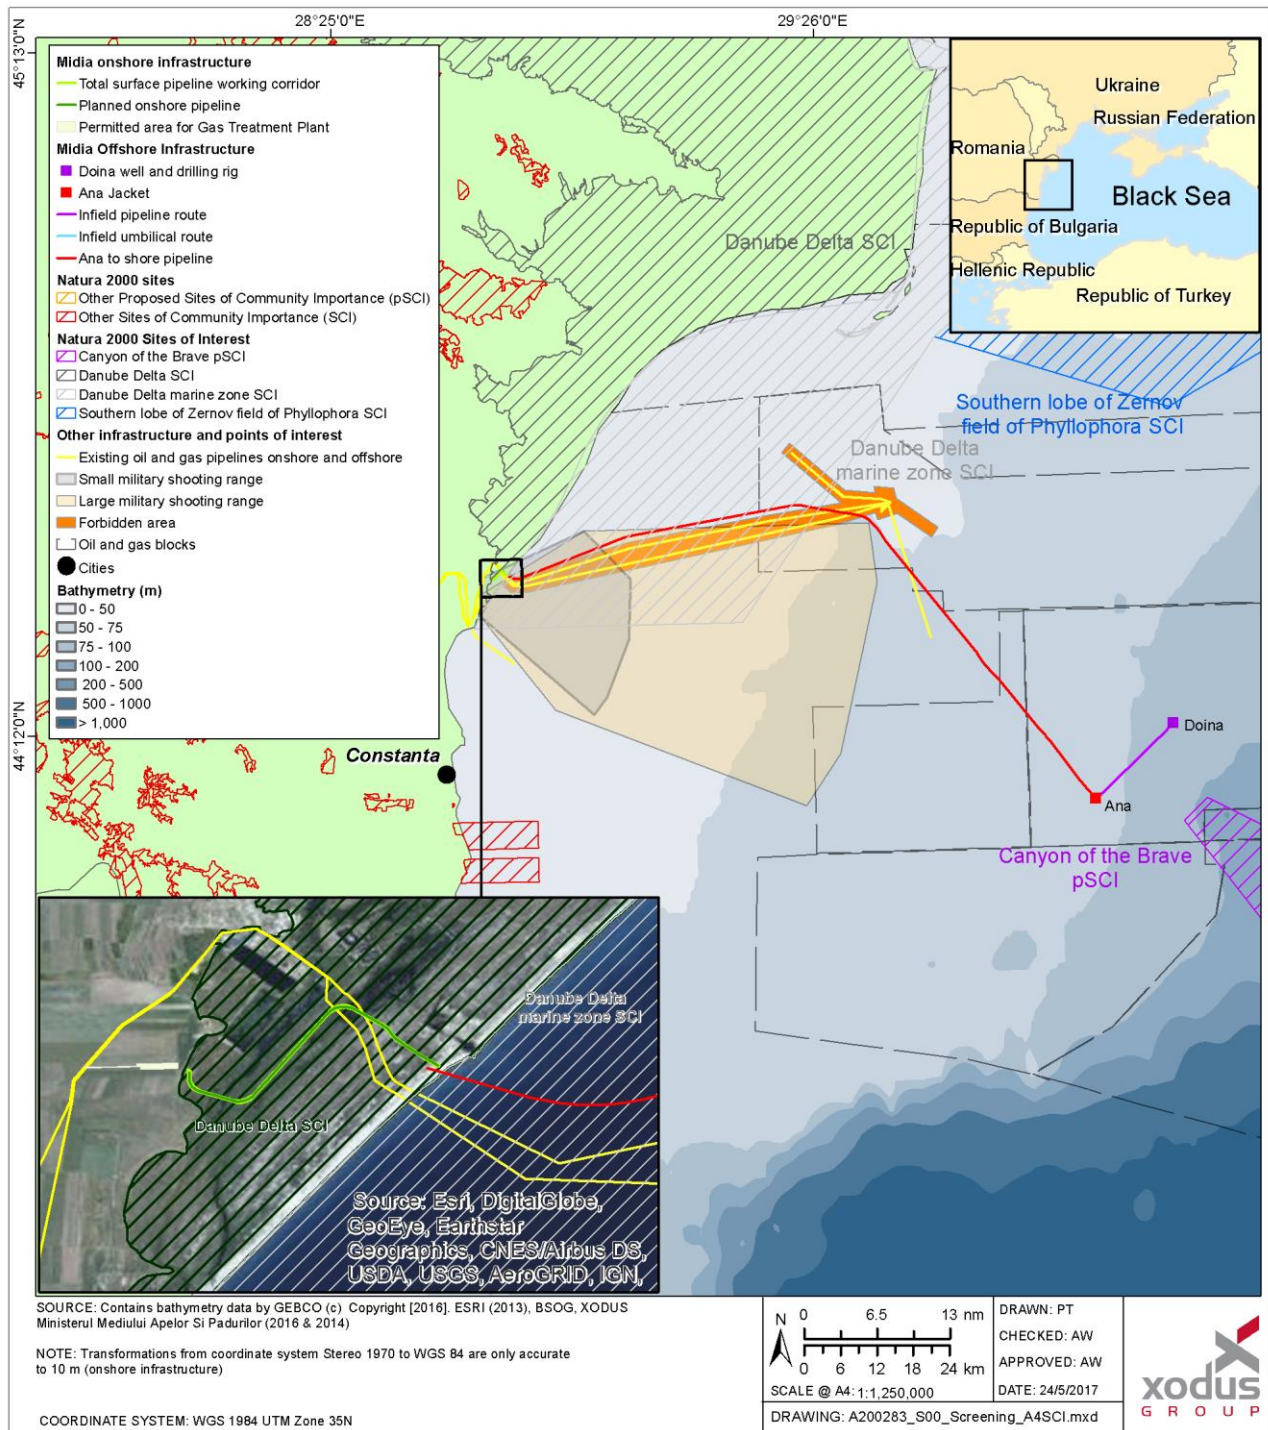 28°25'0"E
29°26'0"E
45°13'0"N
44°12'0"N
Midia onshore infrastructure
Total surface pipeline working corridor
Planned onshore pipeline
Permitted area for Gas Treatment Plant
Midia Offshore Infrastructure
Doina well and drilling rig
Ana Jacket
Infield pipeline route
Infield umbilical route
Ana to shore pipeline
Natura 2000 sites
Other Proposed Sites of Community Importance (pSCI)
Other Sites of Community Importance (SCI)
Natura 2000 Sites of Interest
Canyon of the Brave pSCI
Danube Delta SCI
Danube Delta marine zone SCI
Southern lobe of Zernov field of Phyllophora SCI
Other infrastructure and points of interest
Existing oil and gas pipelines onshore and offshore
Small military shooting range
Large military shooting range
Forbidden area
Oil and gas blocks
Cities
Bathymetry (m)
0 - 50
50 - 75
75 - 100
100 - 200
200 - 500
500 - 1000
> 1,000
Ukraine
Russian Federation
Romania
Black Sea
Republic of Bulgaria
Hellenic Republic
Republic of Turkey
Danube Delta SCI
Southern lobe of Zernov
field of Phyllophora SCI
Danube Delta
marine zone SCI
Doina
Ana
Constanta
Canyon of the Brave
pSCI
Danube Delta
marine zone SCI
Danube Delta SCI
Source: Esri, DigitalGlobe,
GeoEye, Earthstar
Geographics, CNES/Airbus DS,
USDA, USGS, AeroGRID, IGN,
SOURCE: Contains bathymetry data by GEBCO (c) Copyright [2016]. ESRI (2013), BSOG, XODUS
Ministerul Mediului Apelor Si Padurilor (2016 & 2014)
NOTE: Transformations from coordinate system Stereo 1970 to WGS 84 are only accurate
to 10 m (onshore infrastructure)
COORDINATE SYSTEM: WGS 1984 UTM Zone 35N
N
0 6.5 13 nm
0 6 12 18 24 km
SCALE @ A4: 1:1,250,000
DRAWN: PT
CHECKED: AW
APPROVED: AW
DATE: 24/5/2017
DRAWING: A200283_S00_Screening_A4SCI.mxd
xodus
GROUP